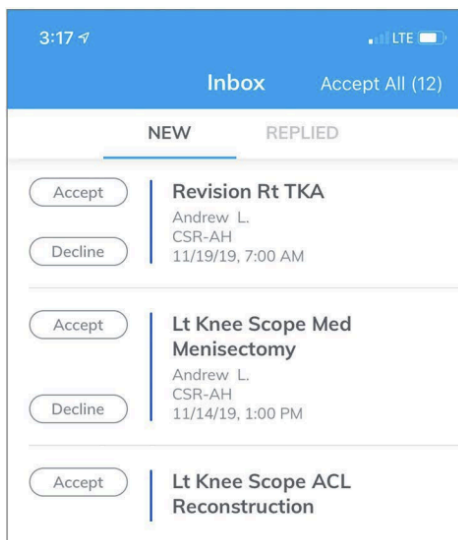 3:17
LTE
Inbox
Accept All (12)
NEW
REPLIED
Accept
Revision Rt TKA
Andrew L.
CSR-AH
Decline
11/19/19, 7:00 AM
Accept
Lt Knee Scope Med
Menisectomy
Andrew L.
CSR-AH
Decline
11/14/19, 1:00 PM
Accept
Lt Knee Scope ACL
Reconstruction